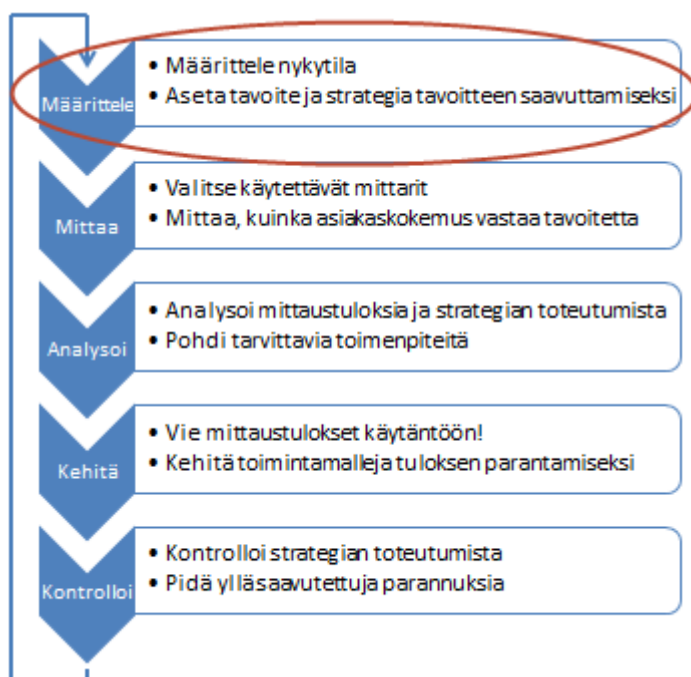 Määrittele
• Määrittele nykytila
• Aseta tavoite ja strategia tavoitteen saavuttamiseksi
Mittaa
• Valitse käytettävät mittarit
• Mittaa, kuinka asiakaskokemus vastaa tavoitetta
Analysoi
• Analysoi mittaustuloksia ja strategian toteutumista
• Pohdi tarvittavia toimenpiteitä
Kehitä
• Vie mittaustulokset käytäntöön!
• Kehitä toimintamalleja tuloksen parantamiseksi
Kontrolloi
• Kontrolloi strategian toteutumista
• Pidä yllä saavutettuja parannuksia